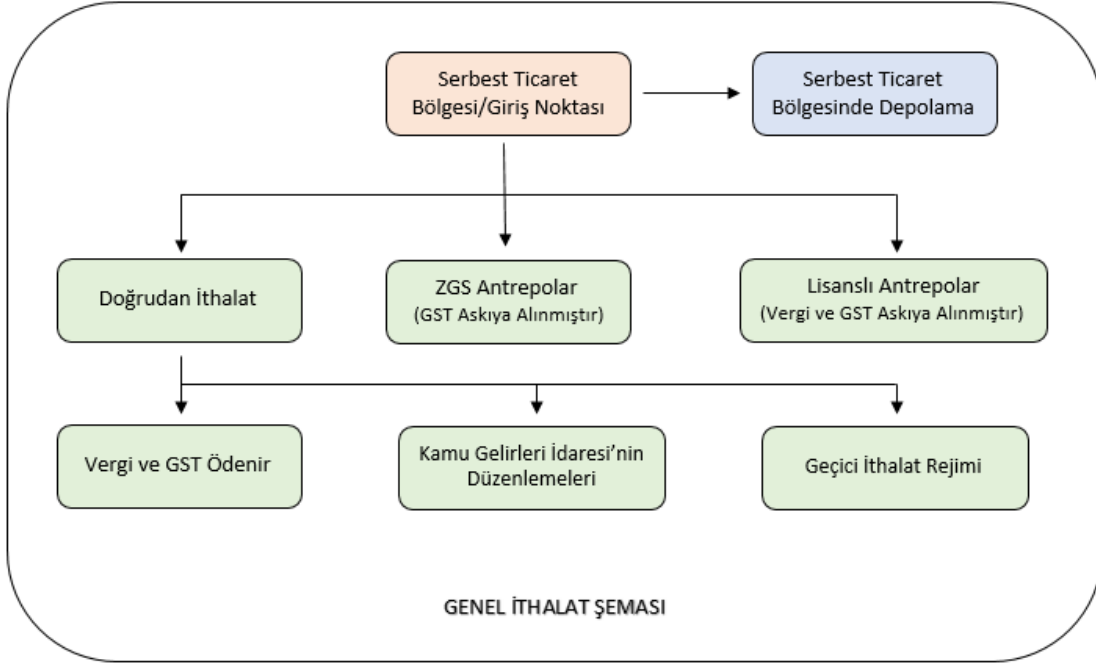 Serbest Ticaret
Bölgesi/Giriş Noktası
Serbest Ticaret
Bölgesinde Depolama
Doğrudan İthalat
ZGS Antrepolar
(GST Askıya Alınmıştır)
Lisanslı Antrepolar
(Vergi ve GST Askıya Alınmıştır)
Vergi ve GST Ödenir
Kamu Gelirleri İdaresi’nin
Düzenlemeleri
Geçici İthalat Rejimi
GENEL İTHALAT ŞEMASI